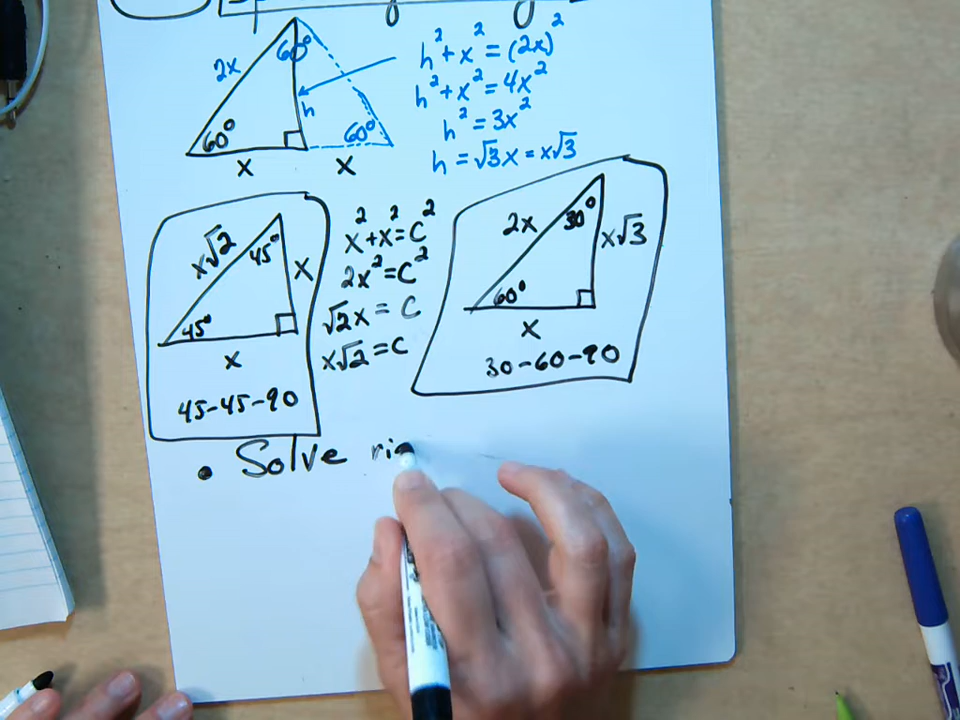 2x
60°
h
60°
60°
x
x
h² + x² = (2x)²
h² + x² = 4x²
h² = 3x²
h = √3x = x√3
x√2
45°
x
45°
x
45-45-90
x² + x² = C²
2x² = C²
√2x = C
x√2 = C
2x
30°
x√3
60°
x
30-60-90
• Solve rig